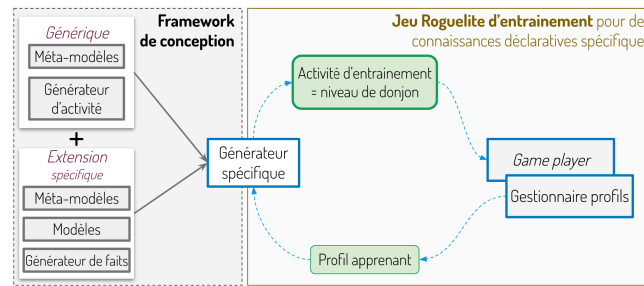 Générique
Méta-modèles
Générateur
d'activité
+
Extension
spécifique
Méta-modèles
Modèles
Générateur de faits
Framework
de conception
Générateur
spécifique
Jeu Roguelite d'entrainement pour de
connaissances déclaratives spécifique
Activité d'entrainement
= niveau de donjon
Game player
Gestionnaire profils
Profil apprenant